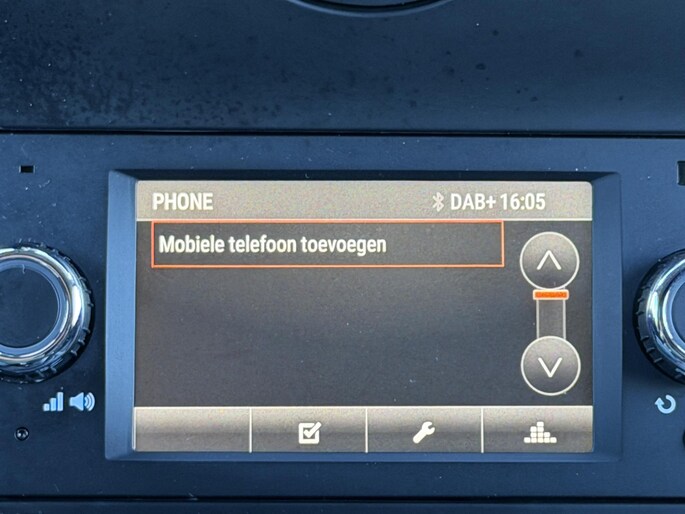 PHONE DAB+ 16:05
Mobiele telefoon toevoegen